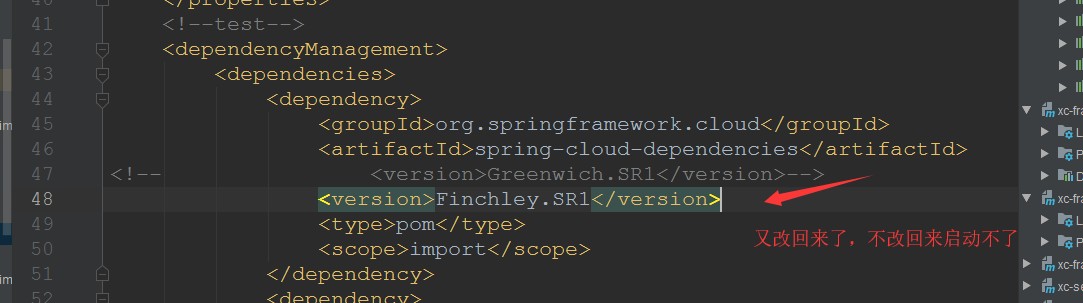 40 </properties>
41 <!--test-->
42 <dependencyManagement>
43 <dependencies>
44 <dependency>
45 <groupId>org.springframework.cloud</groupId>
46 <artifactId>spring-cloud-dependencies</artifactId>
47 <!-- <version>Greenwich.SR1</version>-->
48 <version>Finchley.SR1</version>
49 <type>pom</type>
50 <scope>import</scope>
51 </dependency>
52 <dependency>
又改回来了，不改回来启动不了
im
im
xc-fra
L
P
D
xc-fra
L
P
xc-fra
xc-se